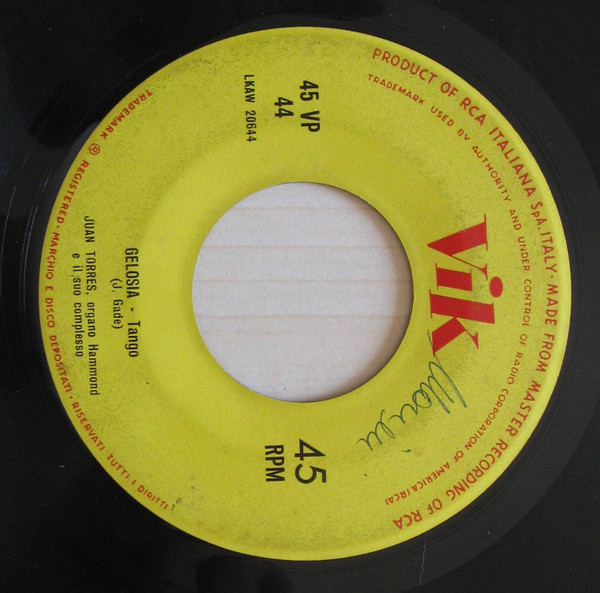 PRODUCT OF RCA ITALIANA SpA. ITALY · MADE FROM MASTER RECORDING OF RCA
TRADEMARK USED BY AUTHORITY AND UNDER CONTROL OF RADIO CORPORATION OF AMERICA (RCA)
Vik
45 VP
44
LKAW 20644
45
RPM
GELOSIA - Tango
(J. Gade)
JUAN TORRES, organo Hammond
e il suo complesso
TRADEMARK ® REGISTERED · MARCHIO E DISCO DEPOSITATI · RISERVATI TUTTI I DIRITTI